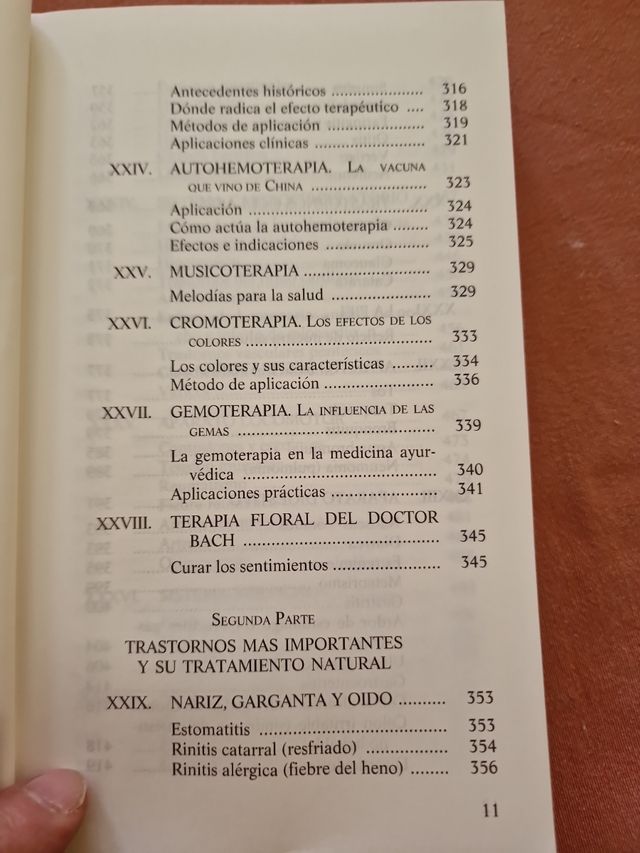 Antecedentes históricos ..................... 316
Dónde radica el efecto terapéutico .... 318
Métodos de aplicación ....................... 319
Aplicaciones clínicas ......................... 321
XXIV. AUTOHEMOTERAPIA. La vacuna
que vino de China ......................... 323
Aplicación ........................................ 324
Cómo actúa la autohemoterapia ........ 324
Efectos e indicaciones ....................... 325
XXV. MUSICOTERAPIA ........................... 329
Melodías para la salud ....................... 329
XXVI. CROMOTERAPIA. Los efectos de los
colores ........................................ 333
Los colores y sus características ......... 334
Método de aplicación ........................ 336
XXVII. GEMOTERAPIA. La influencia de las
gemas .......................................... 339
La gemoterapia en la medicina ayur-
védica .......................................... 340
Aplicaciones prácticas ....................... 341
XXVIII. TERAPIA FLORAL DEL DOCTOR
BACH .......................................... 345
Curar los sentimientos ....................... 345
Segunda Parte
TRASTORNOS MAS IMPORTANTES
Y SU TRATAMIENTO NATURAL
XXIX. NARIZ, GARGANTA Y OIDO .......... 353
Estomatitis ........................................ 353
Rinitis catarral (resfriado) ................. 354
Rinitis alérgica (fiebre del heno) ........ 356
11